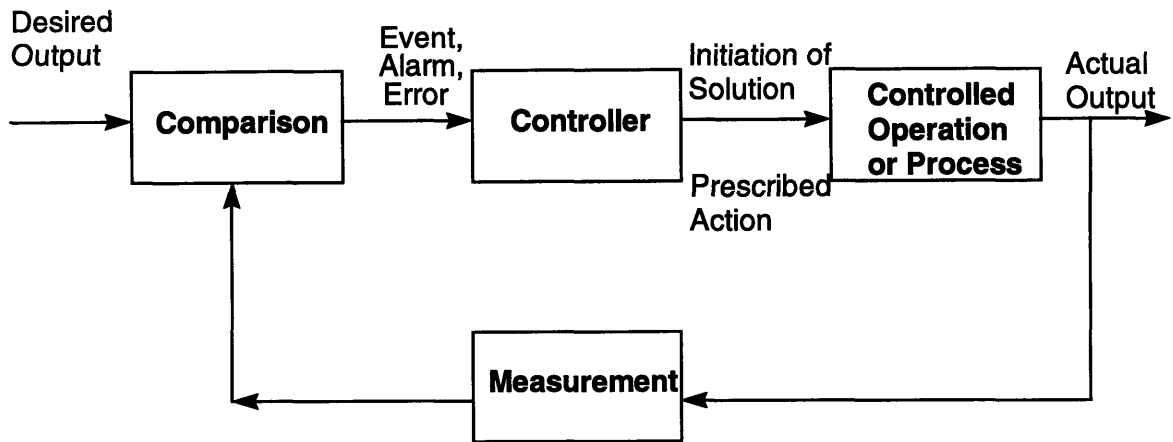 Desired
Output
Event,
Alarm,
Error
Initiation of
Solution
Actual
Output
Comparison
Controller
Controlled
Operation
or Process
Prescribed
Action
Measurement